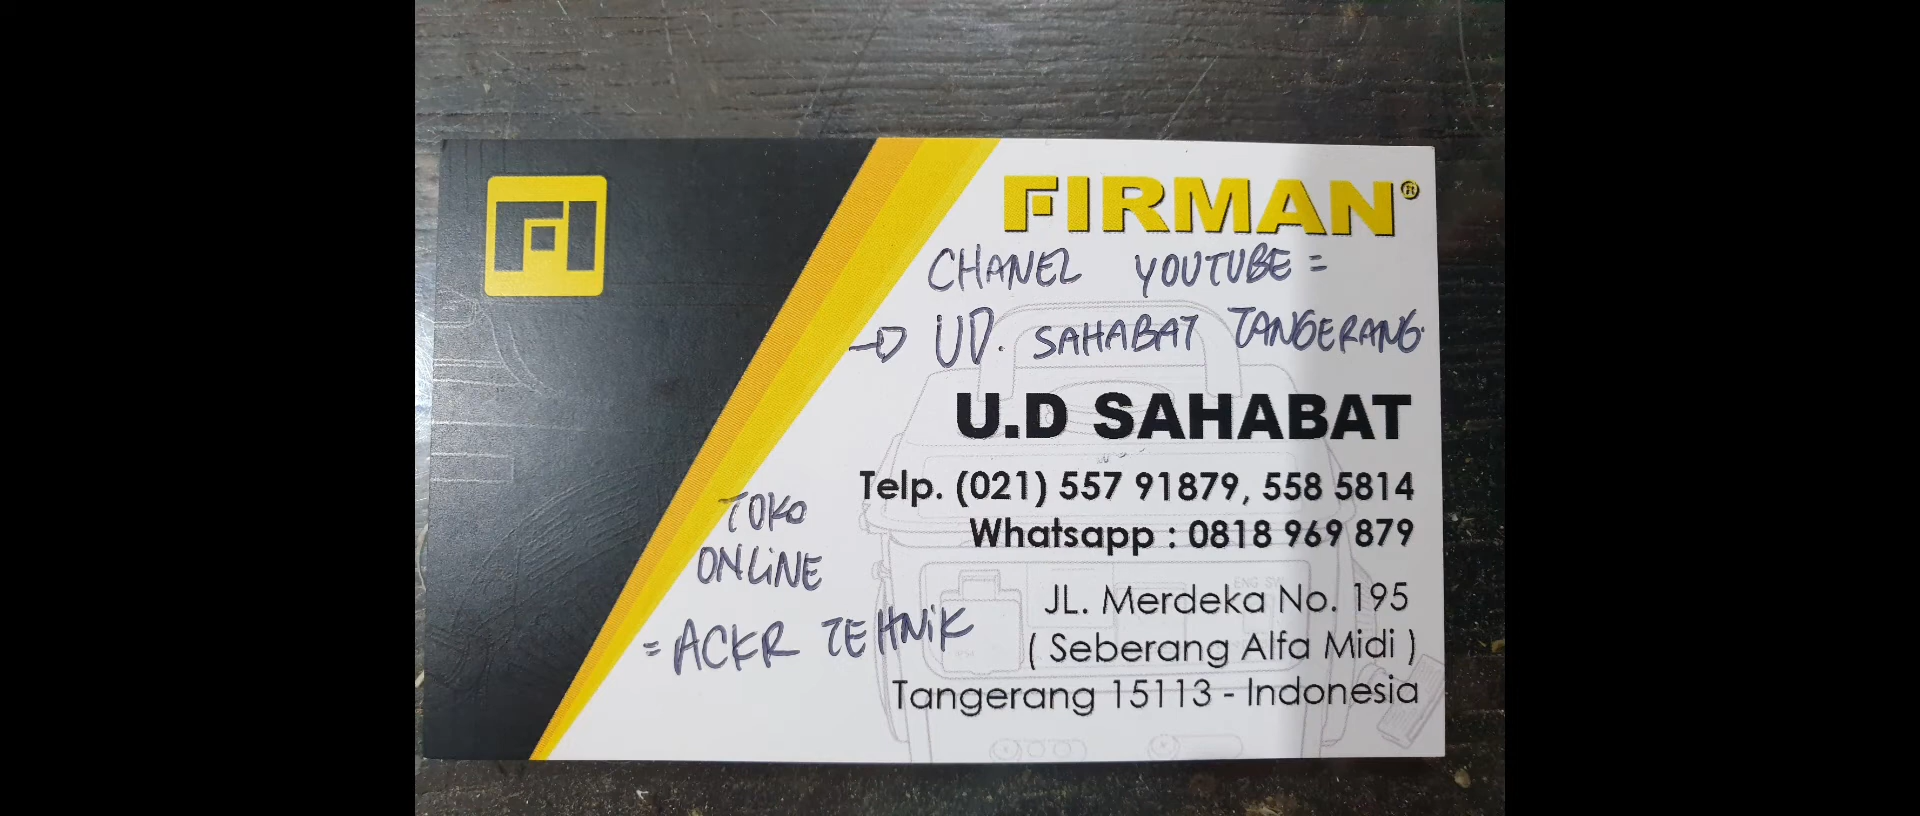 FIRMAN®
CHANEL YOUTUBE =
→ UD. SAHABAT TANGERANG.
U.D SAHABAT
Telp. (021) 557 91879, 558 5814
Whatsapp : 0818 969 879
TOKO
ONLINE
= ACKR TEHNIK
JL. Merdeka No. 195
( Seberang Alfa Midi )
Tangerang 15113 - Indonesia